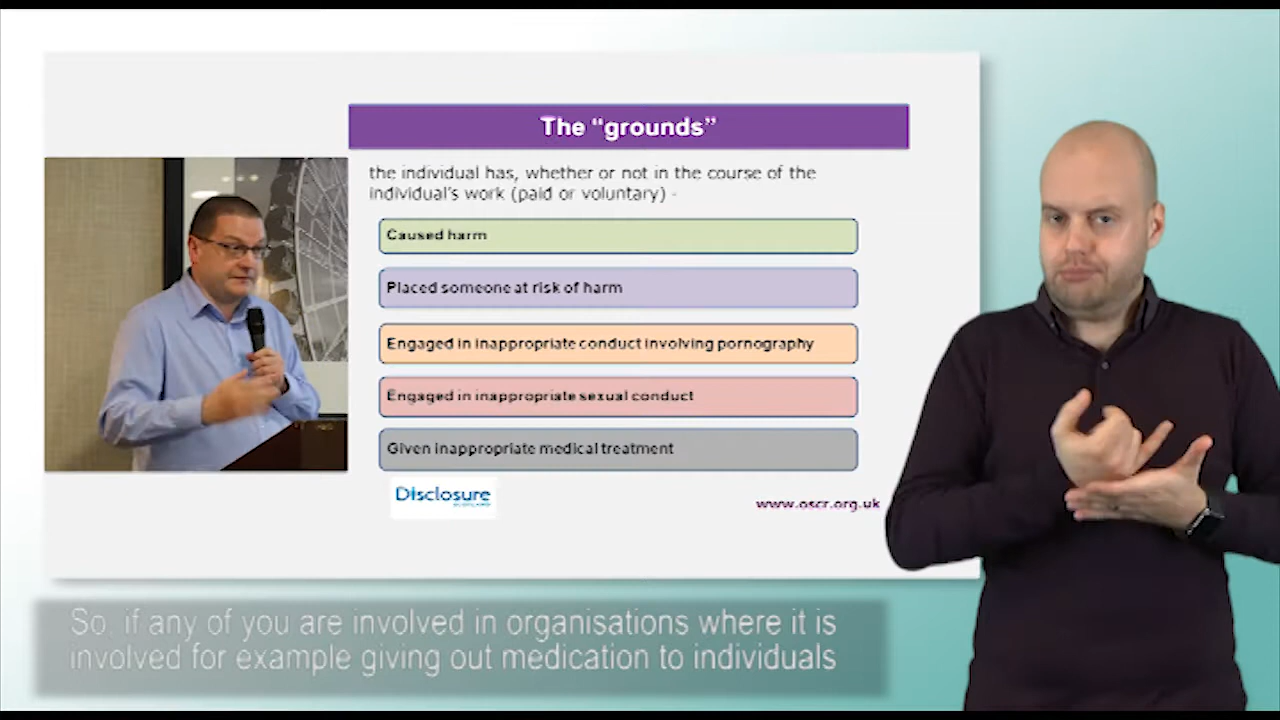 The “grounds”
the individual has, whether or not in the course of the
individual's work (paid or voluntary) -
Caused harm
Placed someone at risk of harm
Engaged in inappropriate conduct involving pornography
Engaged in inappropriate sexual conduct
Given inappropriate medical treatment
Disclosure
SCOTLAND
www.oscr.org.uk
So, if any of you are involved in organisations where it is
involved for example giving out medication to individuals